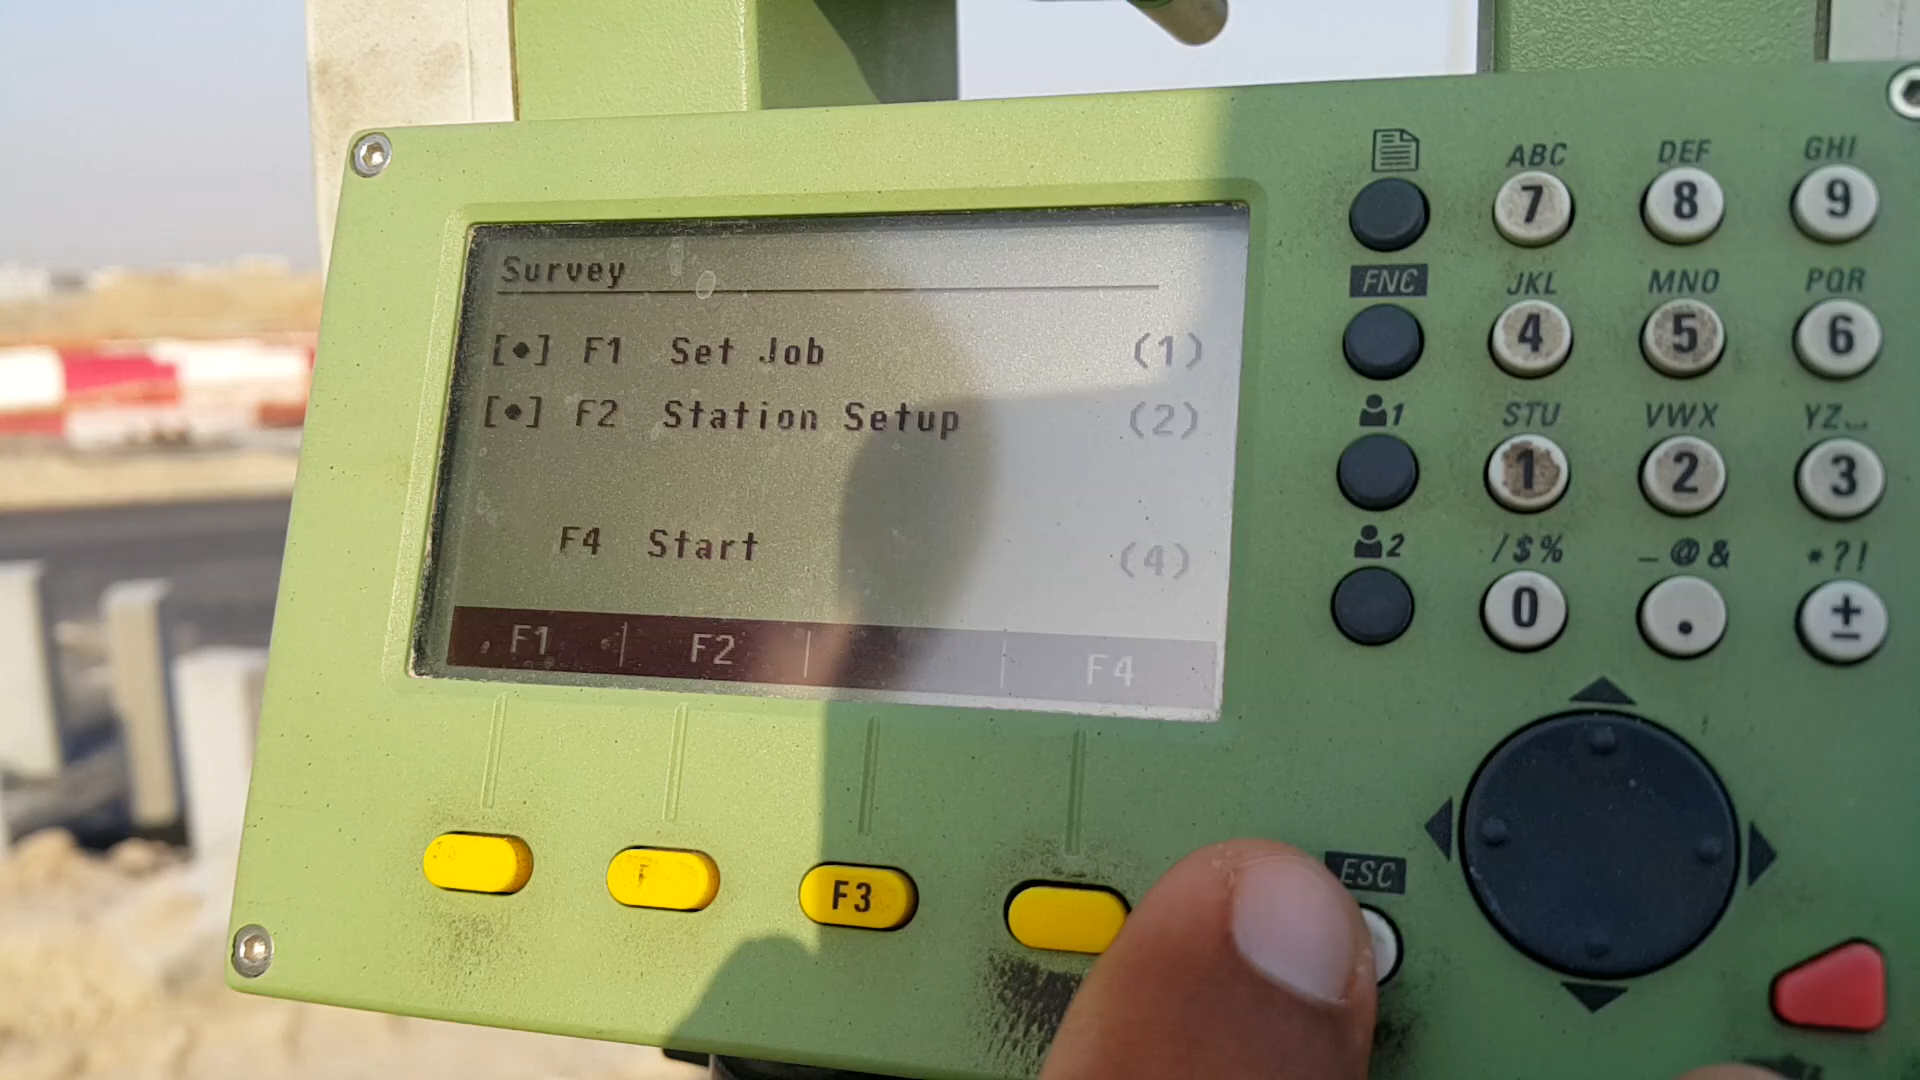 Survey
[•] F1 Set Job (1)
[•] F2 Station Setup (2)
F4 Start (4)
F1 F2 F4
F3
ABC DEF GHI
7 8 9
FNC JKL MNO PQR
4 5 6
1 STU VWX YZ⎵
1 2 3
2 /$% _@& *?!
0 . ±
ESC